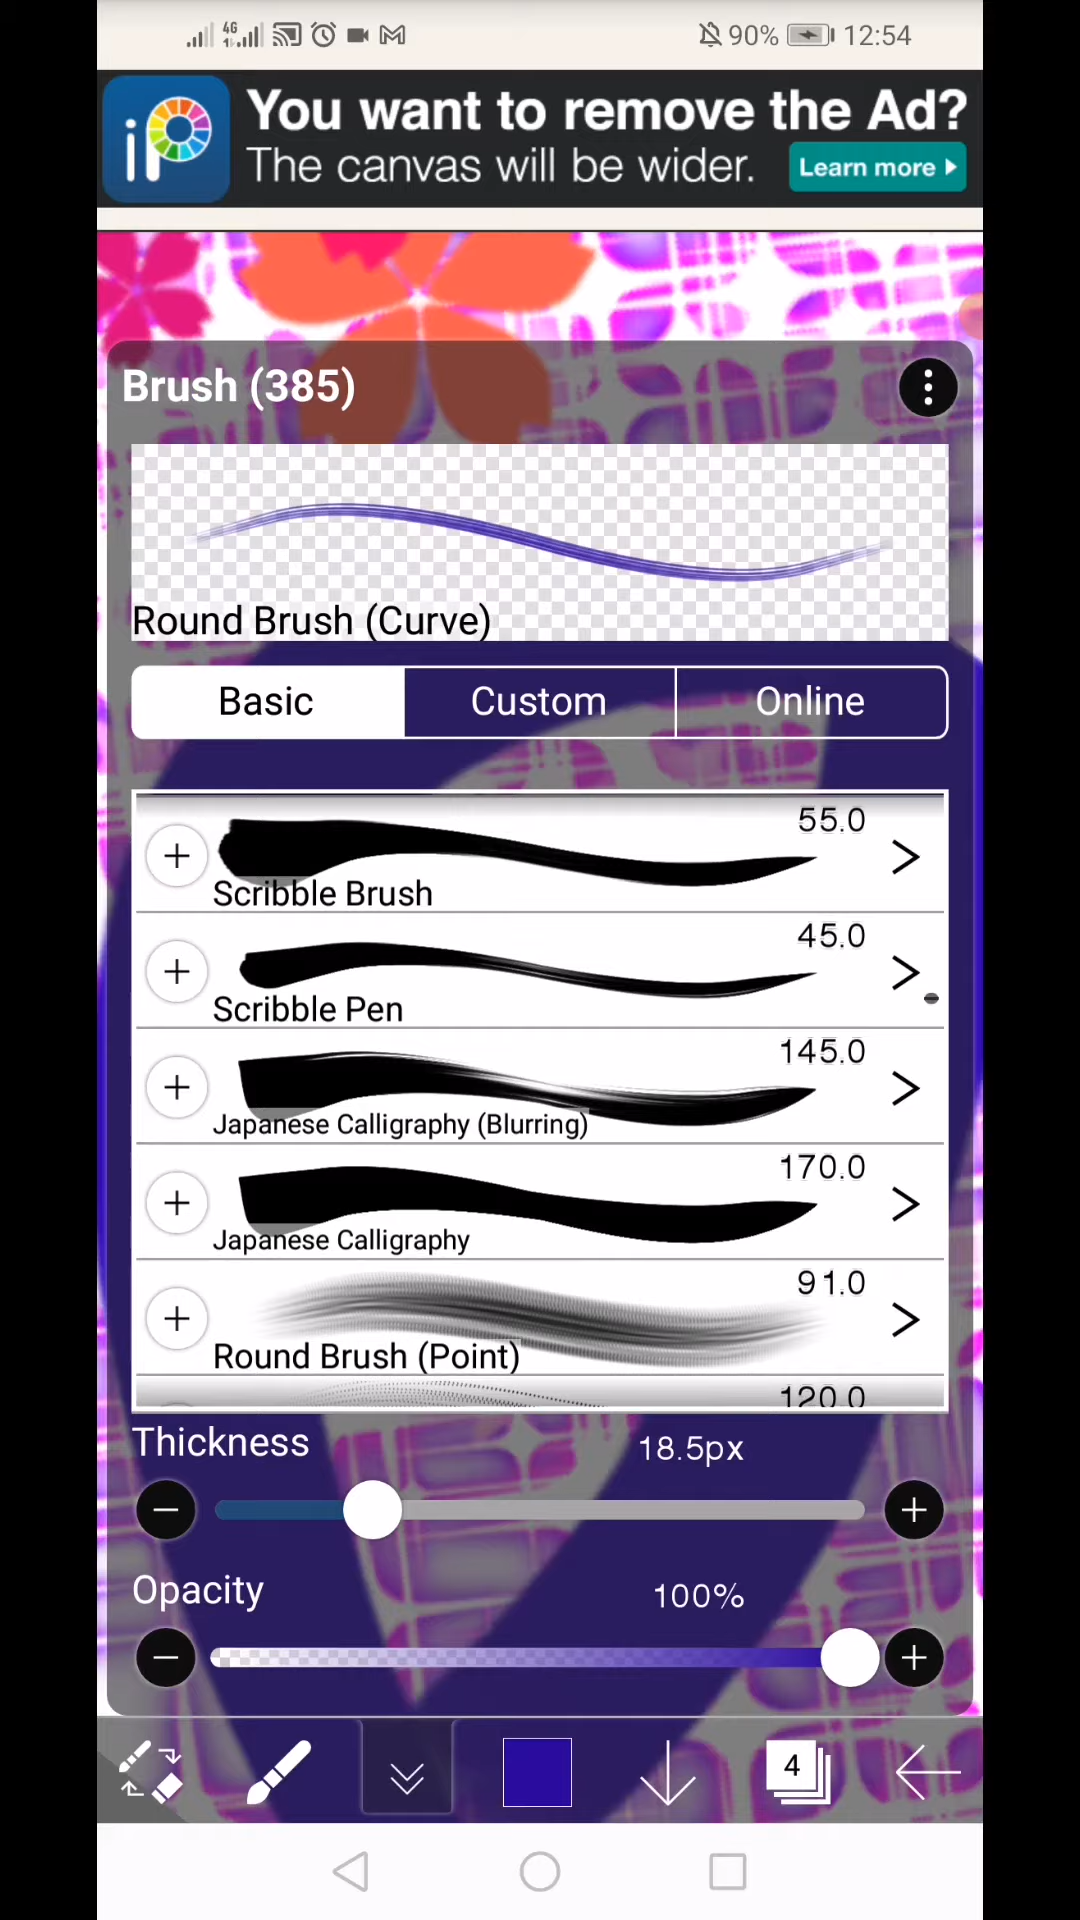 4G
90%
12:54
iP
You want to remove the Ad?
The canvas will be wider.
Learn more
Brush (385)
Round Brush (Curve)
Basic
Custom
Online
55.0
Scribble Brush
45.0
Scribble Pen
145.0
Japanese Calligraphy (Blurring)
170.0
Japanese Calligraphy
91.0
Round Brush (Point)
120.0
Thickness
18.5px
Opacity
100%
4